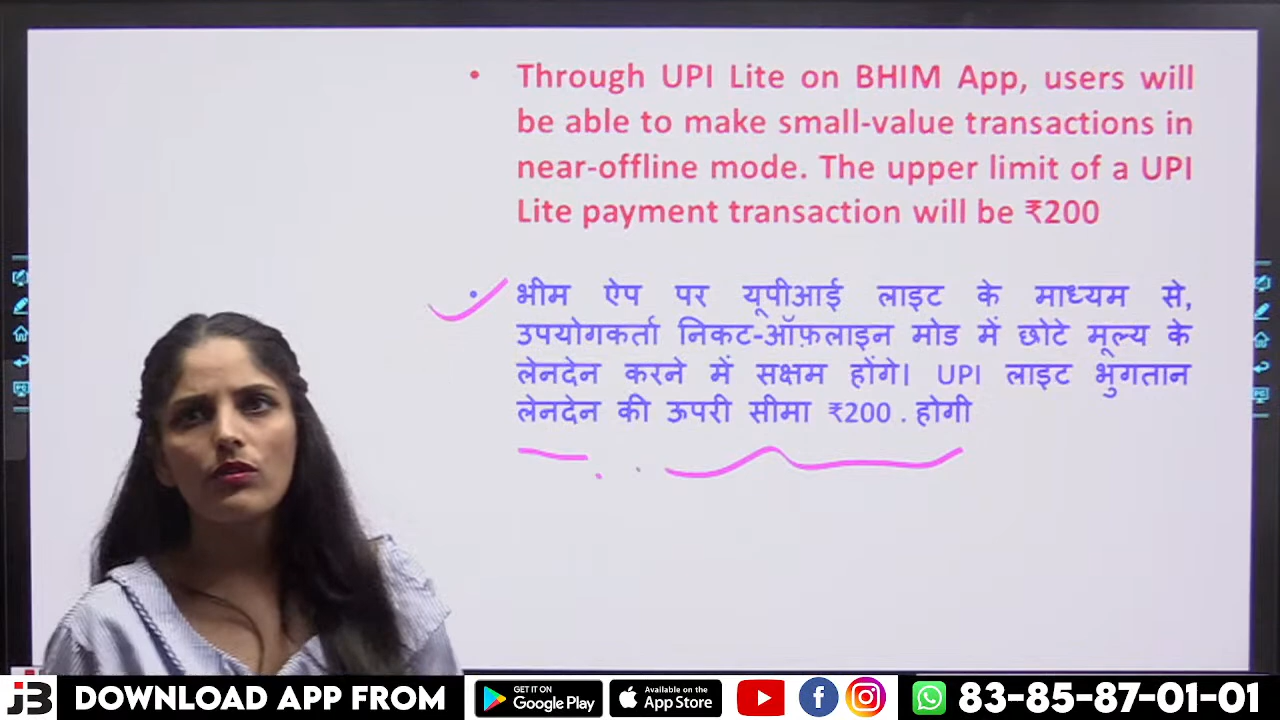 • Through UPI Lite on BHIM App, users will
be able to make small-value transactions in
near-offline mode. The upper limit of a UPI
Lite payment transaction will be ₹200
• भीम ऐप पर यूपीआई लाइट के माध्यम से,
उपयोगकर्ता निकट-ऑफ़लाइन मोड में छोटे मूल्य के
लेनदेन करने में सक्षम होंगे। UPI लाइट भुगतान
लेनदेन की ऊपरी सीमा ₹200 . होगी
JB DOWNLOAD APP FROM
GET IT ON
Google Play
Available on the
App Store
83-85-87-01-01